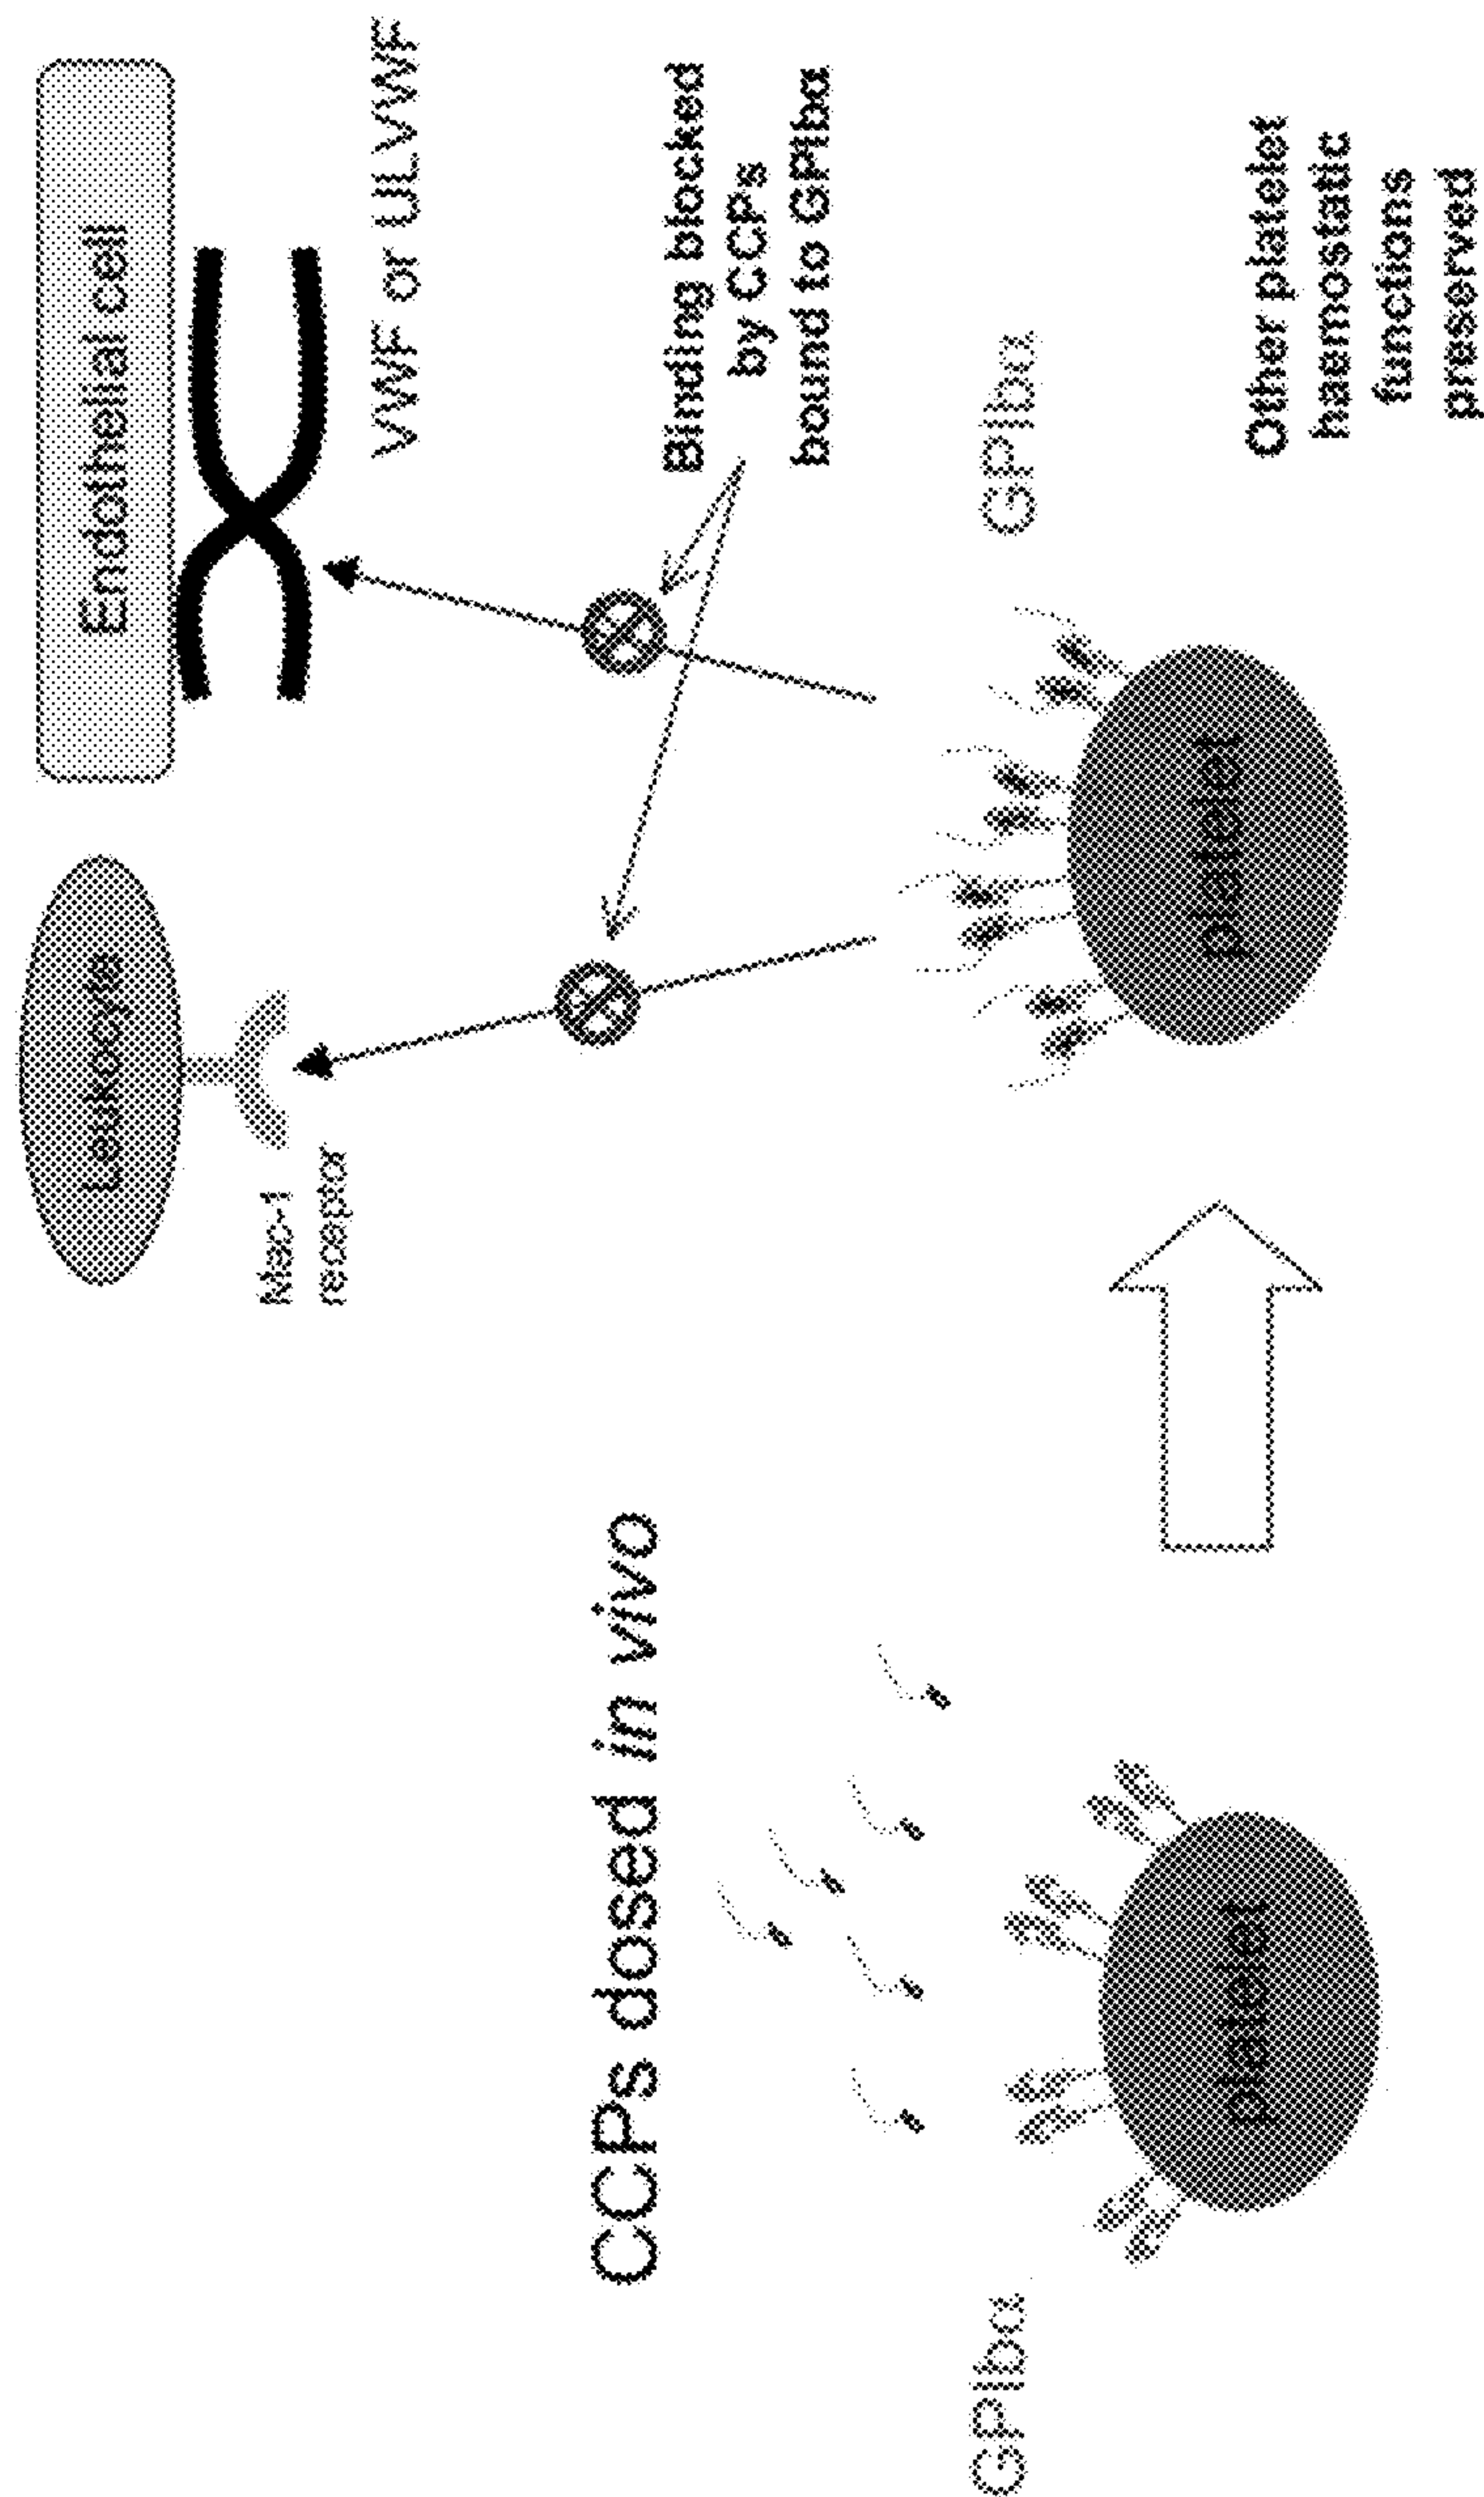 CCPs dosed in vivo
GPIbα
platelet
Leukocyte
Mac-1
receptor
Endothelial cell
VWF or ULVWF
Binding blocked
by CCPs
bound to GPIbα
GPIbα
platelet
Other platelet
haemostatic
functions
preserved